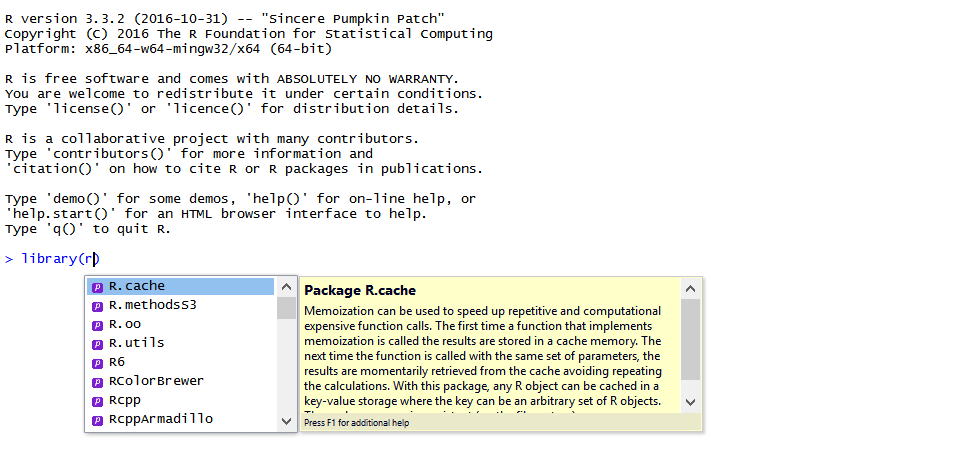 R version 3.3.2 (2016-10-31) -- "Sincere Pumpkin Patch"
Copyright (C) 2016 The R Foundation for Statistical Computing
Platform: x86_64-w64-mingw32/x64 (64-bit)
R is free software and comes with ABSOLUTELY NO WARRANTY.
You are welcome to redistribute it under certain conditions.
Type 'license()' or 'licence()' for distribution details.
R is a collaborative project with many contributors.
Type 'contributors()' for more information and
'citation()' on how to cite R or R packages in publications.
Type 'demo()' for some demos, 'help()' for on-line help, or
'help.start()' for an HTML browser interface to help.
Type 'q()' to quit R.
> library(r)
R.cache
R.methodsS3
R.oo
R.utils
R6
RColorBrewer
Rcpp
RcppArmadillo
Package R.cache
Memoization can be used to speed up repetitive and computational
expensive function calls. The first time a function that implements
memoization is called the results are stored in a cache memory. The
next time the function is called with the same set of parameters, the
results are momentarily retrieved from the cache avoiding repeating
the calculations. With this package, any R object can be cached in a
key-value storage where the key can be an arbitrary set of R objects.
Press F1 for additional help